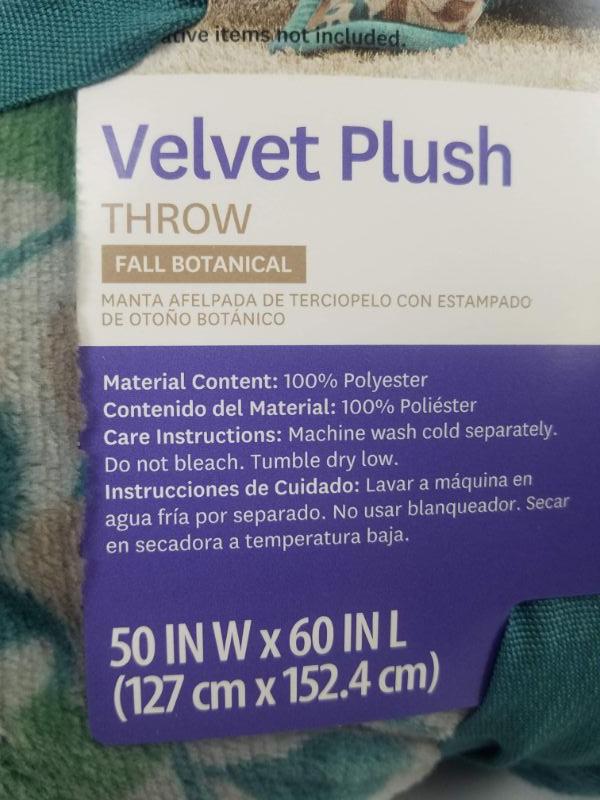 items not included.
Velvet Plush
THROW
FALL BOTANICAL
MANTA AFELPADA DE TERCIOPELO CON ESTAMPADO
DE OTOÑO BOTÁNICO
Material Content: 100% Polyester
Contenido del Material: 100% Poliéster
Care Instructions: Machine wash cold separately.
Do not bleach. Tumble dry low.
Instrucciones de Cuidado: Lavar a máquina en
agua fría por separado. No usar blanqueador. Secar
en secadora a temperatura baja.
50 IN W x 60 IN L
(127 cm x 152.4 cm)